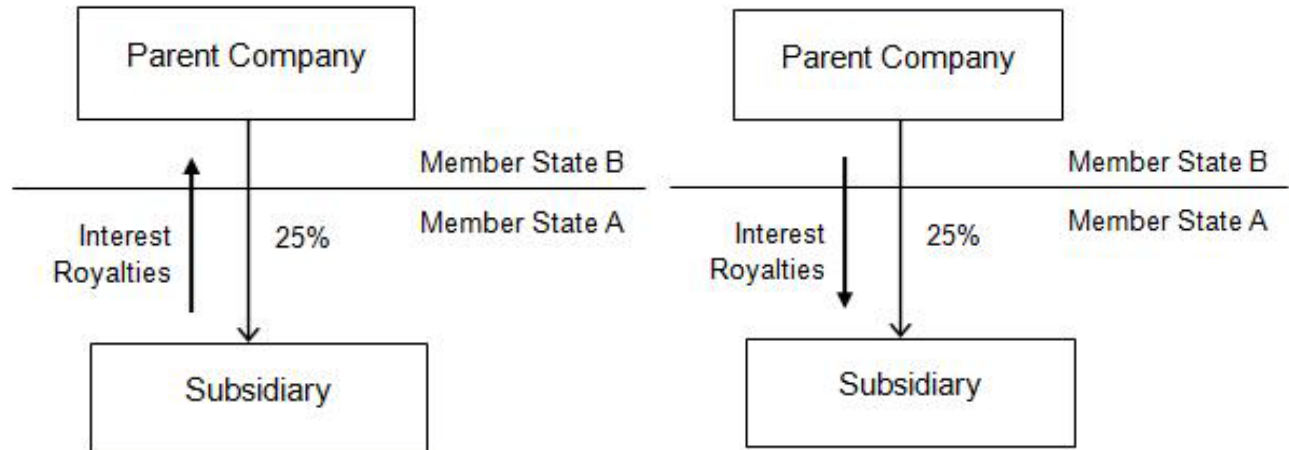 Parent Company
Member State B
Member State A
Interest
Royalties
25%
Subsidiary
Parent Company
Member State B
Member State A
Interest
Royalties
25%
Subsidiary